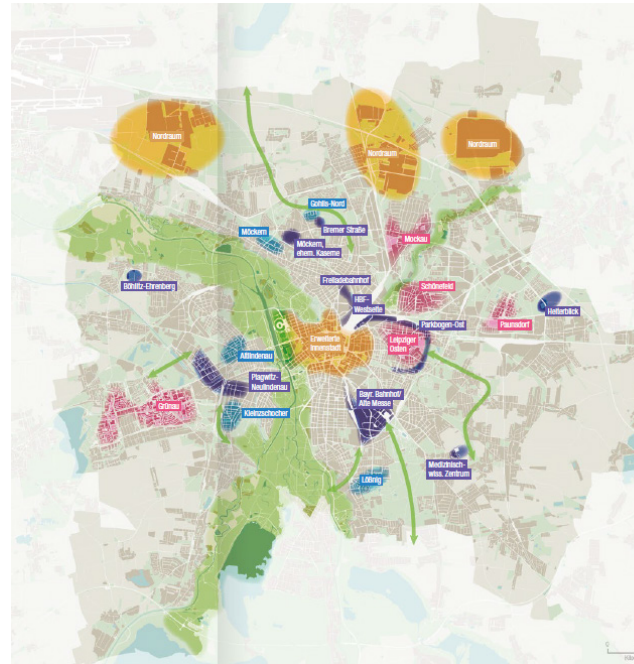 Nordraum
Nordraum
Nordraum
Gohlis-Nord
Bremer Straße
Möckern
Möckern,
ehem. Kaserne
Mockau
Böhlitz-Ehrenberg
Freiladebahnhof
Schönefeld
HBF-
Westseite
Heiterblick
Parkbogen-Ost
Paunsdorf
Erweiterte
Innenstadt
Leipziger
Osten
Altlindenau
Plagwitz-
Neulindenau
Grünau
Kleinzschocher
Bayr. Bahnhof/
Alte Messe
Medizinisch-
wiss. Zentrum
Lößnig
0